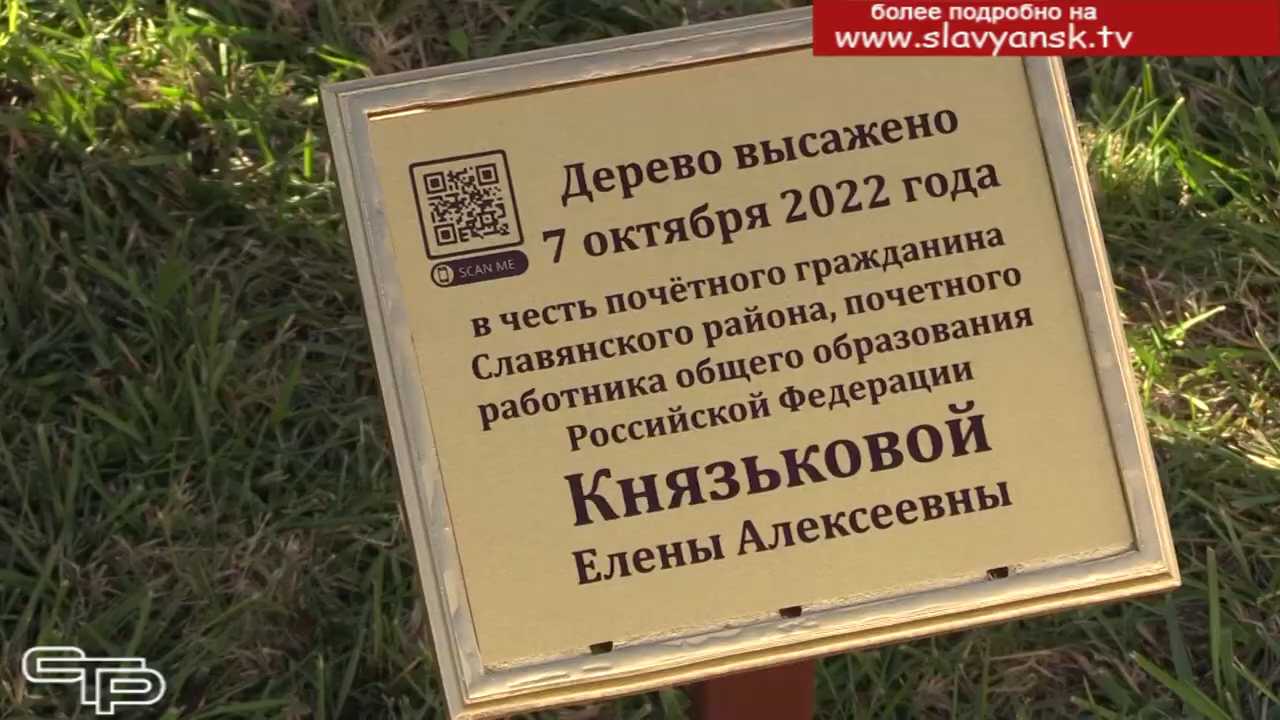 более подробно на
www.slavyansk.tv
Дерево высажено
7 октября 2022 года
SCAN ME
в честь почётного гражданина
Славянского района, почетного
работника общего образования
Российской Федерации
Князьковой
Елены Алексеевны
СТР